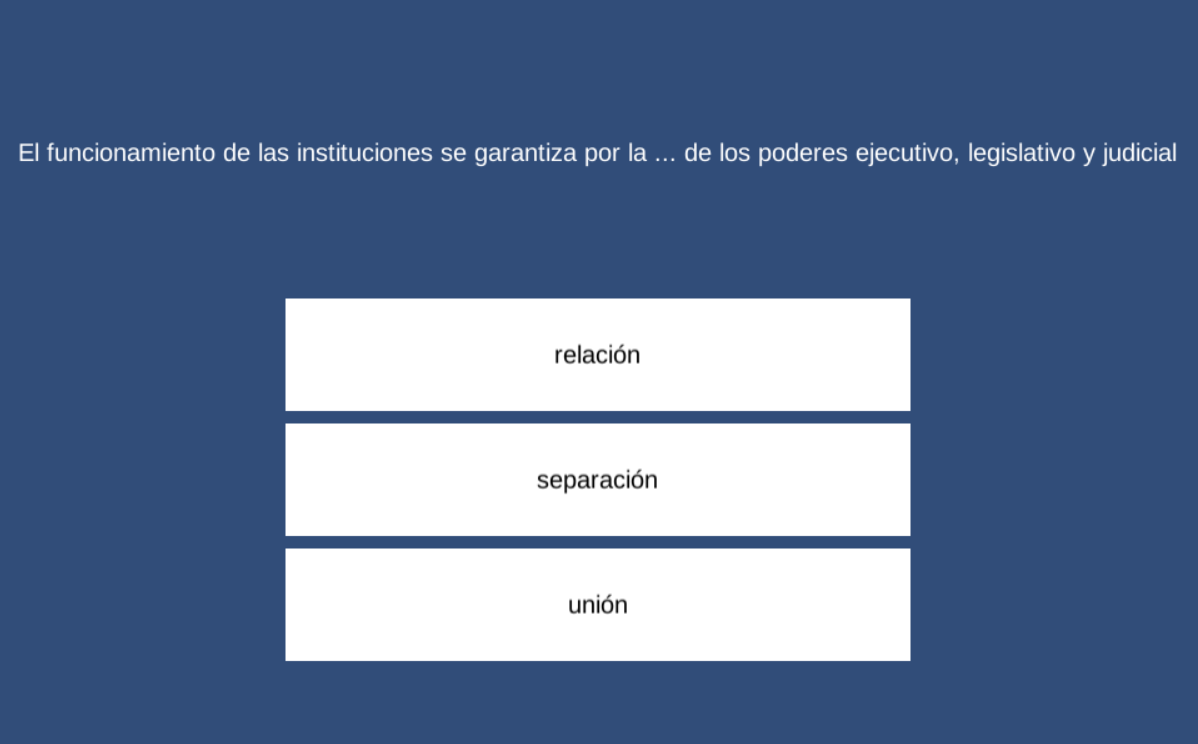 El funcionamiento de las instituciones se garantiza por la ... de los poderes ejecutivo, legislativo y judicial
relación
separación
unión